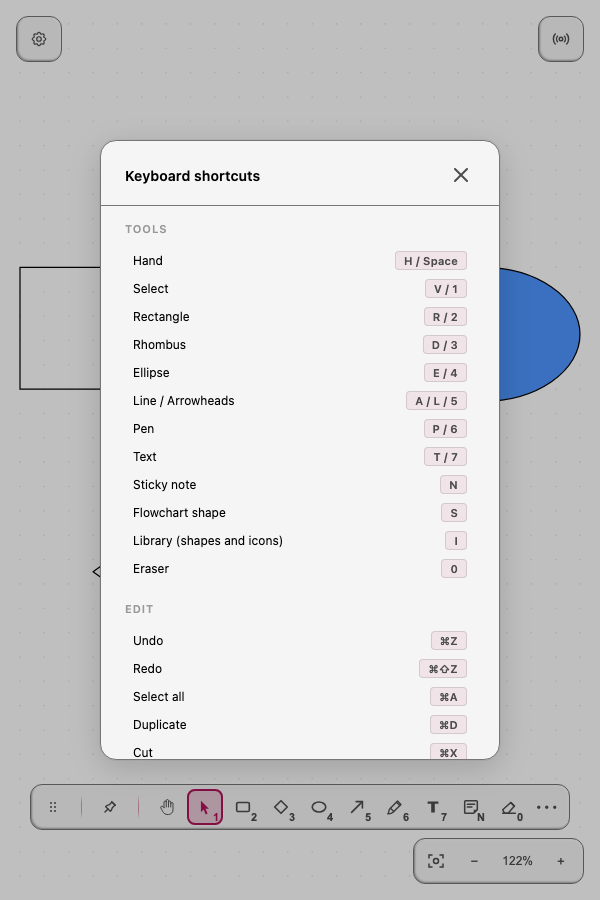 Keyboard shortcuts
TOOLS
Hand H / Space
Select V / 1
Rectangle R / 2
Rhombus D / 3
Ellipse E / 4
Line / Arrowheads A / L / 5
Pen P / 6
Text T / 7
Sticky note N
Flowchart shape S
Library (shapes and icons) I
Eraser 0
EDIT
Undo ⌘Z
Redo ⌘⇧Z
Select all ⌘A
Duplicate ⌘D
Cut ⌘X
1 2 3 4 5 6 T 7 N 0
− 122% +